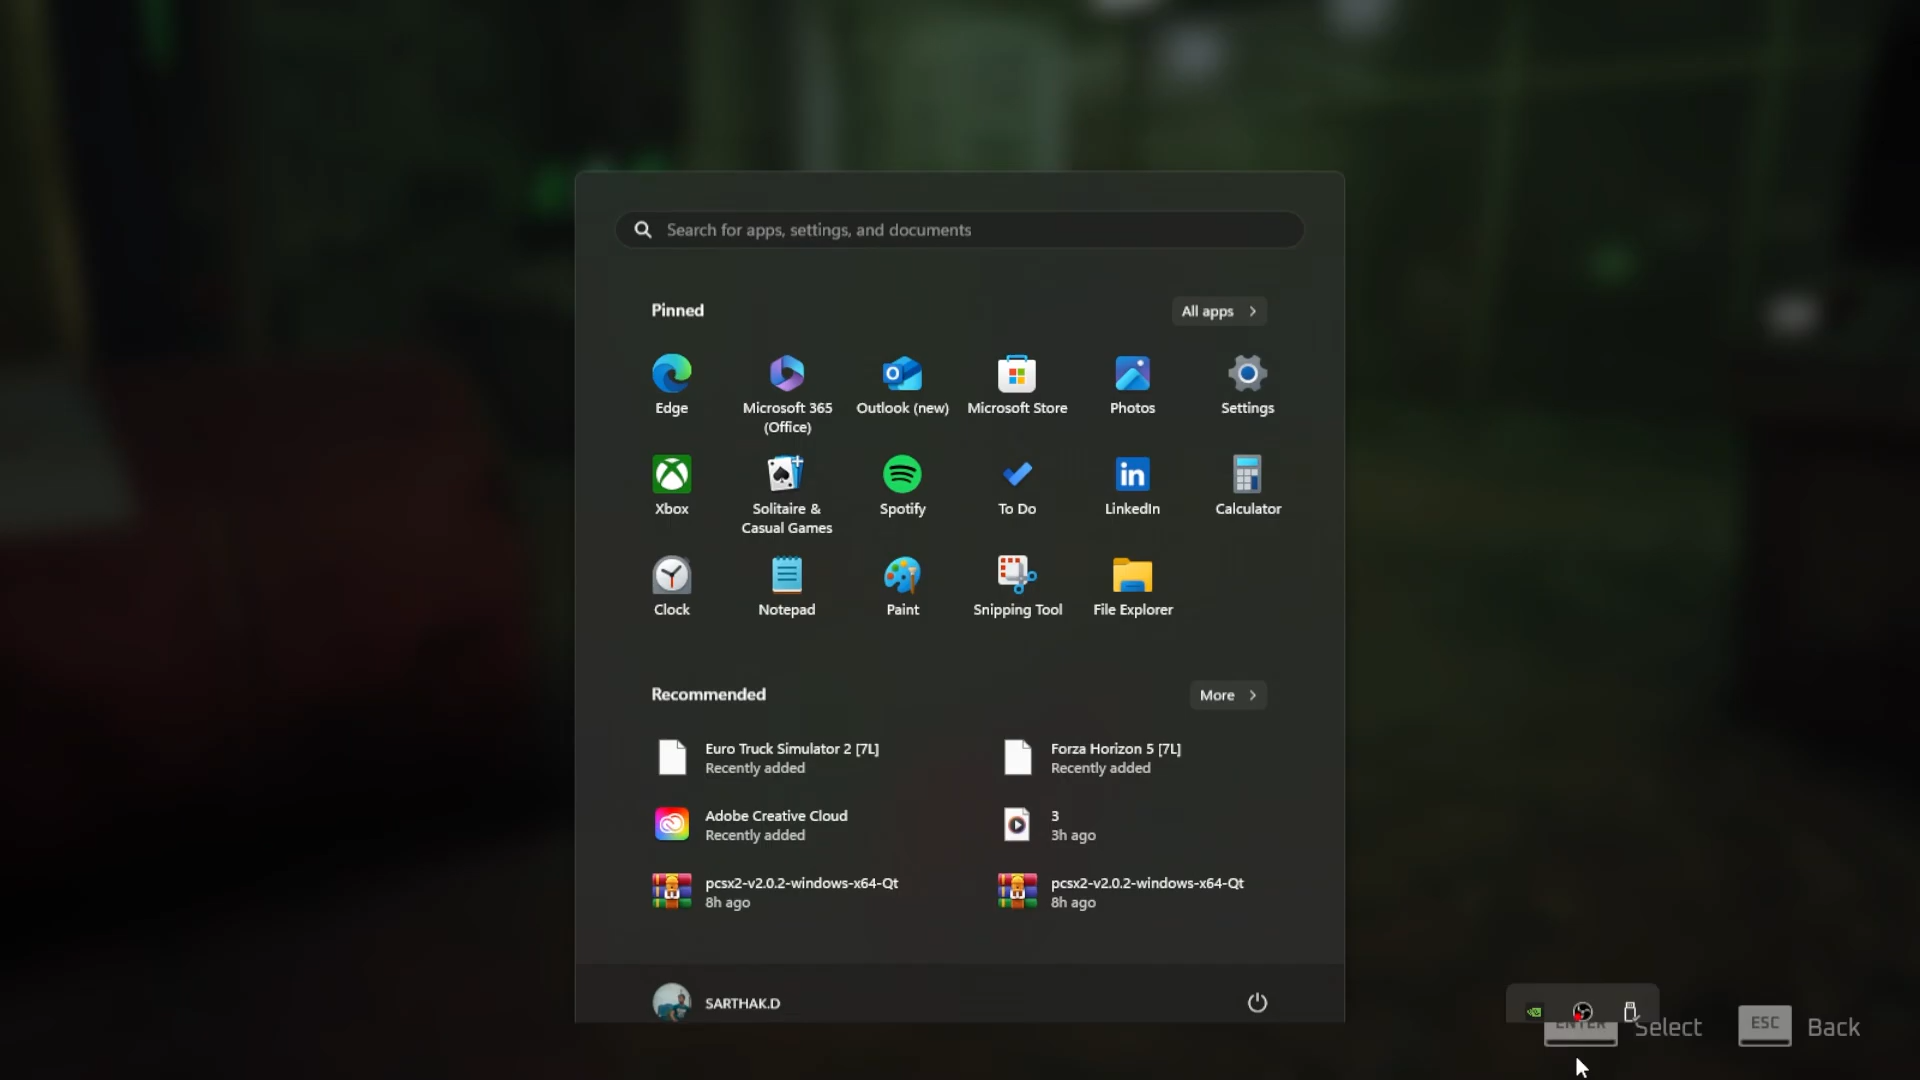 Search for apps, settings, and documents
Pinned
All apps
Edge
Microsoft 365
(Office)
Outlook (new)
Microsoft Store
Photos
Settings
Xbox
Solitaire &
Casual Games
Spotify
To Do
LinkedIn
Calculator
Clock
Notepad
Paint
Snipping Tool
File Explorer
Recommended
More
Euro Truck Simulator 2 [7L]
Recently added
Forza Horizon 5 [7L]
Recently added
Adobe Creative Cloud
Recently added
3
3h ago
pcsx2-v2.0.2-windows-x64-Qt
8h ago
pcsx2-v2.0.2-windows-x64-Qt
8h ago
SARTHAK.D
ENTER Select
ESC Back